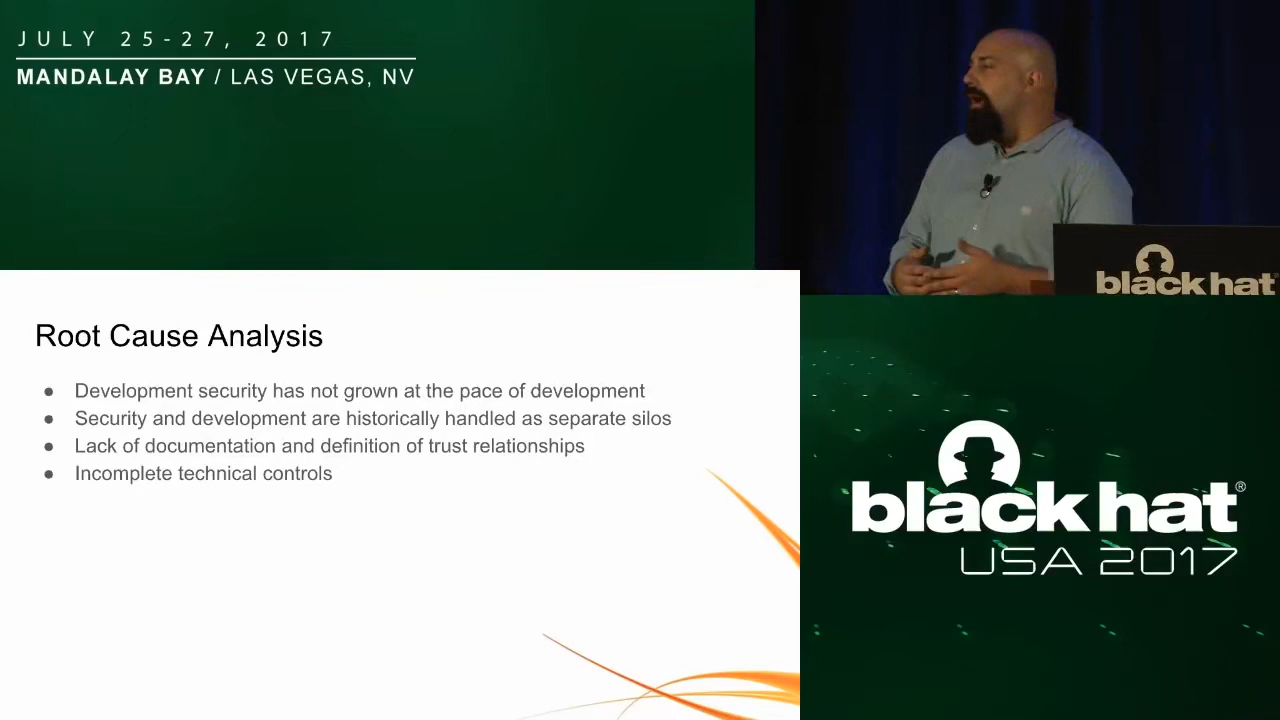 JULY 25-27, 2017
MANDALAY BAY / LAS VEGAS, NV
black hat
Root Cause Analysis
● Development security has not grown at the pace of development
● Security and development are historically handled as separate silos
● Lack of documentation and definition of trust relationships
● Incomplete technical controls
black hat®
USA 2017